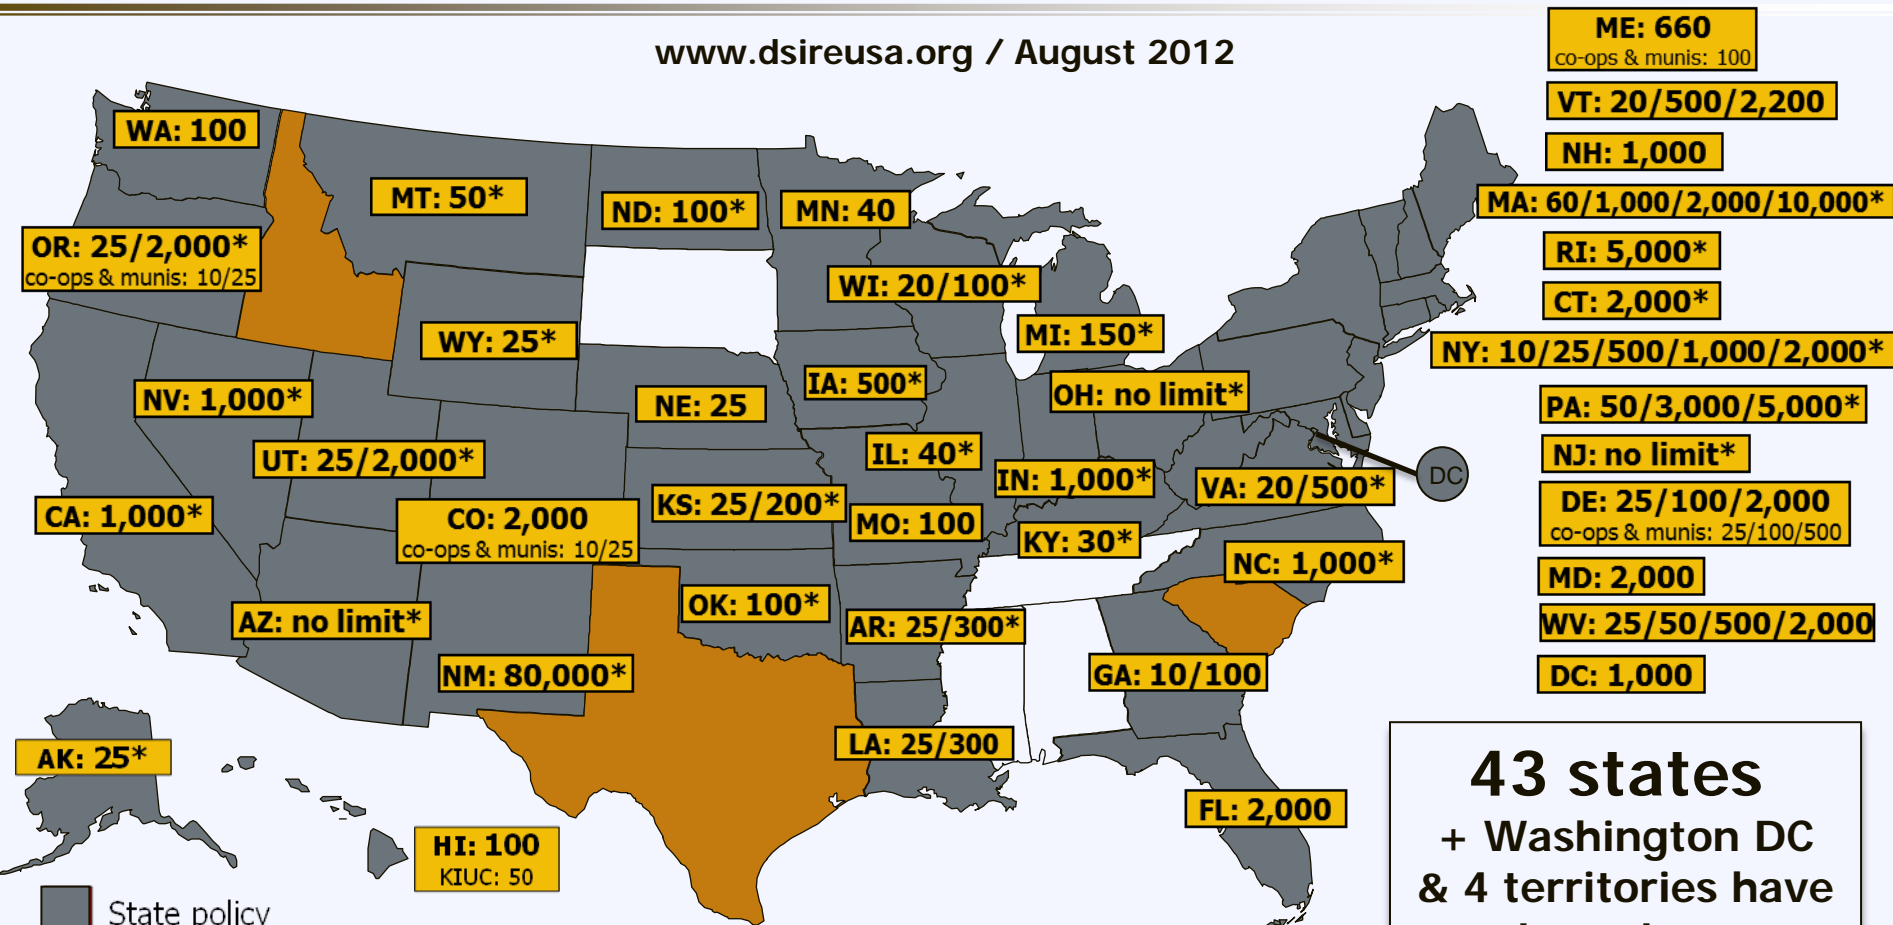 www.dsireusa.org / August 2012
ME: 660
co-ops & munis: 100
VT: 20/500/2,200
NH: 1,000
MA: 60/1,000/2,000/10,000*
RI: 5,000*
CT: 2,000*
NY: 10/25/500/1,000/2,000*
PA: 50/3,000/5,000*
NJ: no limit*
DE: 25/100/2,000
co-ops & munis: 25/100/500
MD: 2,000
WV: 25/50/500/2,000
DC: 1,000
WA: 100
MT: 50*
ND: 100*
MN: 40
OR: 25/2,000*
co-ops & munis: 10/25
WI: 20/100*
WY: 25*
MI: 150*
NV: 1,000*
NE: 25
IA: 500*
OH: no limit*
UT: 25/2,000*
IL: 40*
IN: 1,000*
VA: 20/500*
DC
CA: 1,000*
CO: 2,000
co-ops & munis: 10/25
KS: 25/200*
MO: 100
KY: 30*
NC: 1,000*
AZ: no limit*
OK: 100*
AR: 25/300*
NM: 80,000*
GA: 10/100
LA: 25/300
AK: 25*
HI: 100
KIUC: 50
FL: 2,000
State policy
43 states
+ Washington DC
& 4 territories have